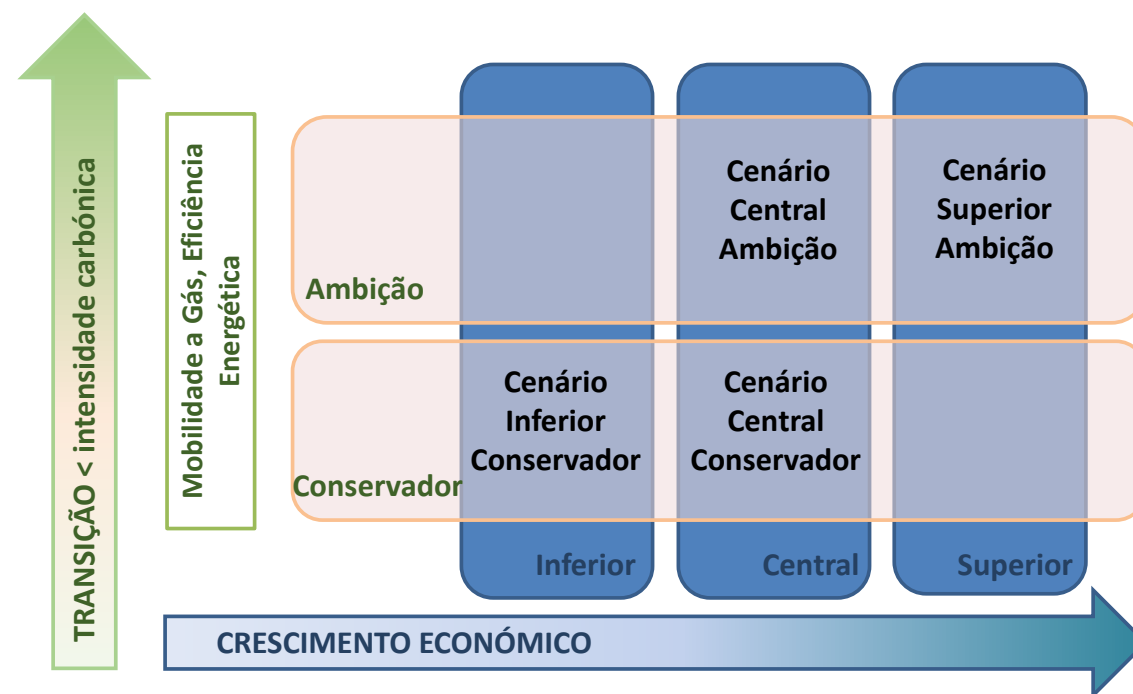 TRANSIÇÃO < intensidade carbónica
Mobilidade a Gás, Eficiência
Energética
Cenário
Central
Ambição
Cenário
Superior
Ambição
Ambição
Cenário
Inferior
Conservador
Cenário
Central
Conservador
Conservador
Inferior
Central
Superior
CRESCIMENTO ECONÓMICO